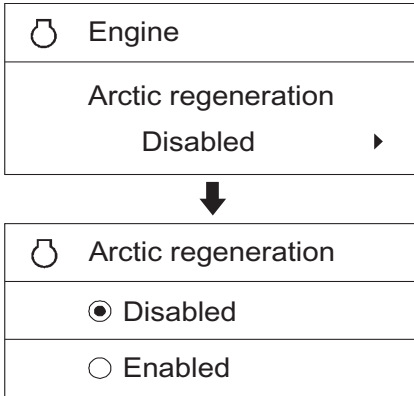 Engine
Arctic regeneration
Disabled
Arctic regeneration
Disabled
Enabled